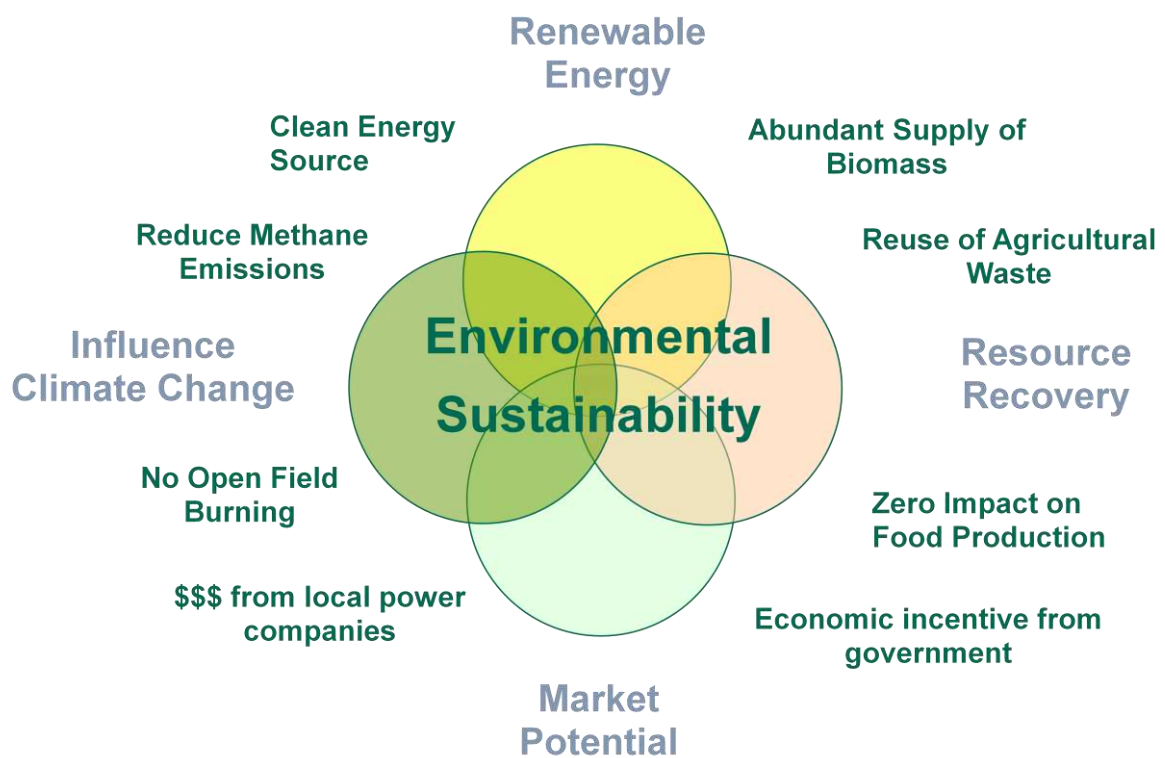 Renewable
Energy
Clean Energy
Source
Abundant Supply of
Biomass
Reduce Methane
Emissions
Reuse of Agricultural
Waste
Influence
Climate Change
Environmental
Sustainability
Resource
Recovery
No Open Field
Burning
Zero Impact on
Food Production
$$$ from local power
companies
Economic incentive from
government
Market
Potential